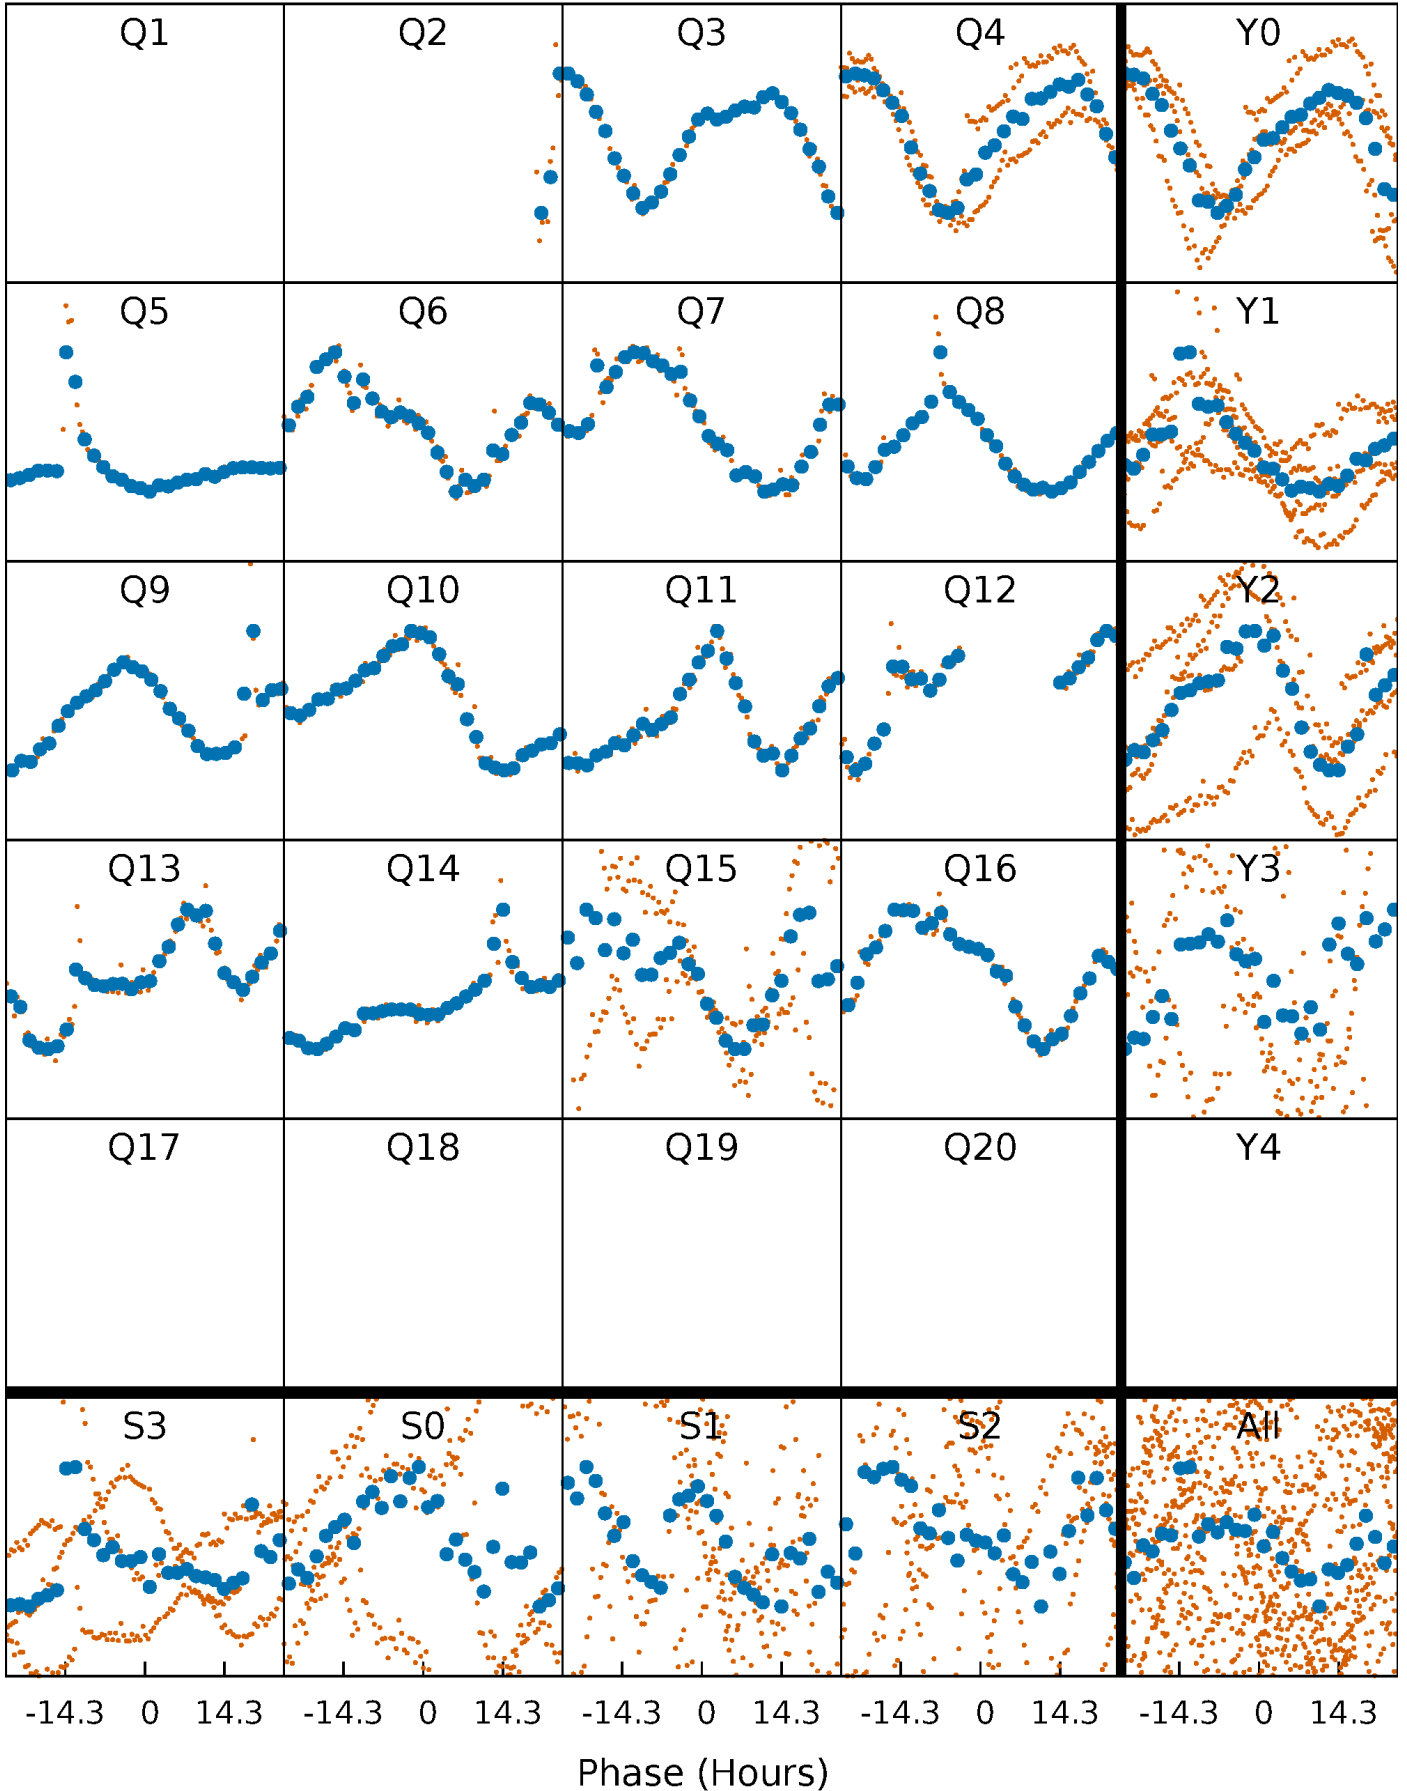 Q1 Q2 Q3 Q4 Y0
Q5 Q6 Q7 Q8 Y1
Q9 Q10 Q11 Q12 Y2
Q13 Q14 Q15 Q16 Y3
Q17 Q18 Q19 Q20 Y4
S3 S0 S1 S2 All
-14.3 0 14.3 -14.3 0 14.3 -14.3 0 14.3 -14.3 0 14.3 -14.3 0 14.3
Phase (Hours)